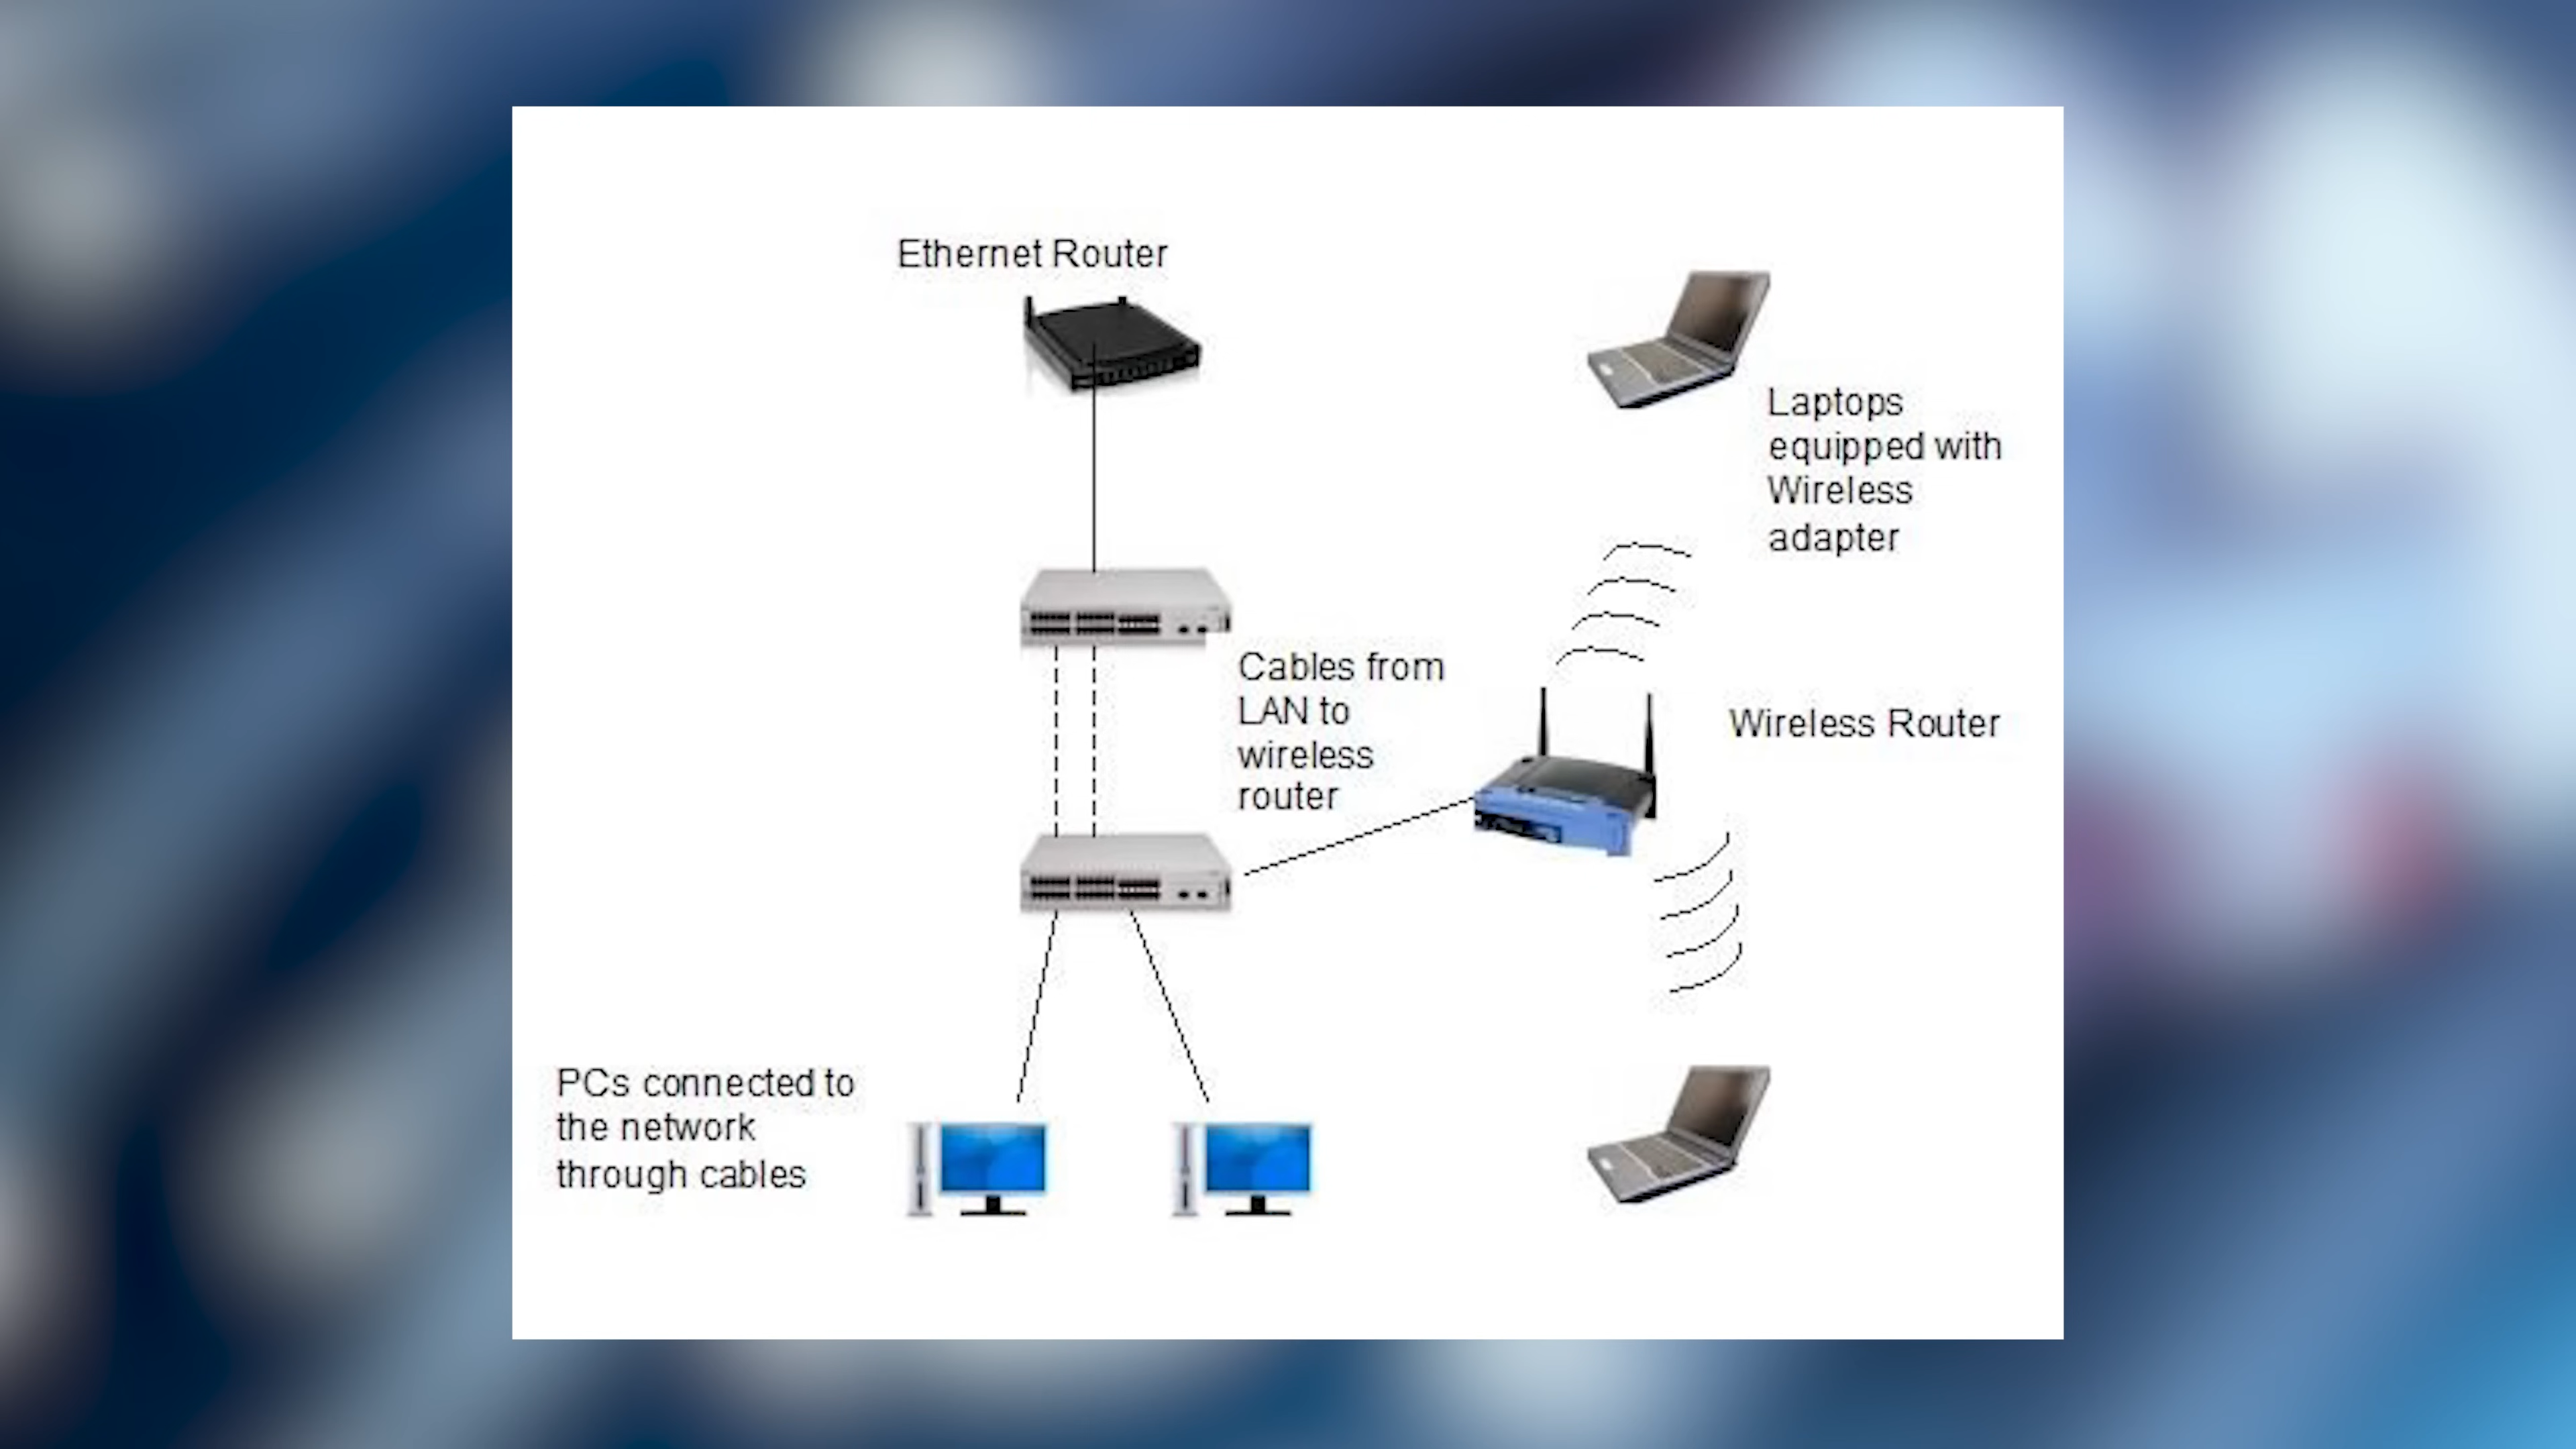 Ethernet Router
Laptops
equipped with
Wireless
adapter
Cables from
LAN to
wireless
router
Wireless Router
PCs connected to
the network
through cables